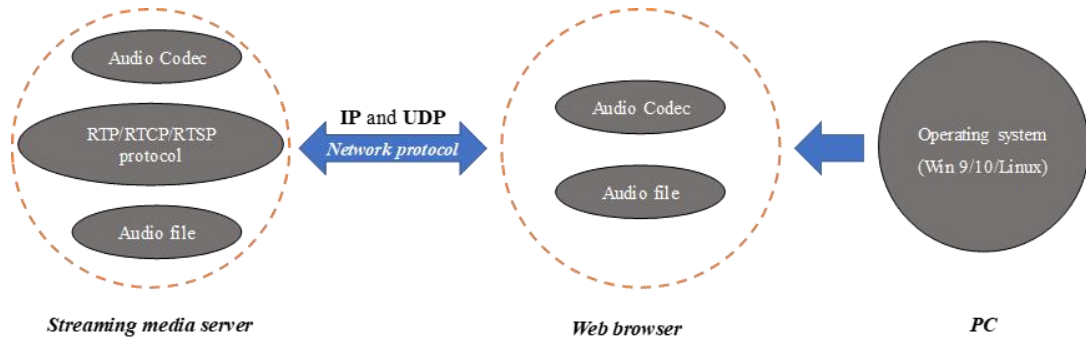 Audio Codec
RTP/RTCP/RTSP
protocol
Audio file
Streaming media server
IP and UDP
Network protocol
Audio Codec
Audio file
Web browser
Operating system
(Win 9/10/Linux)
PC